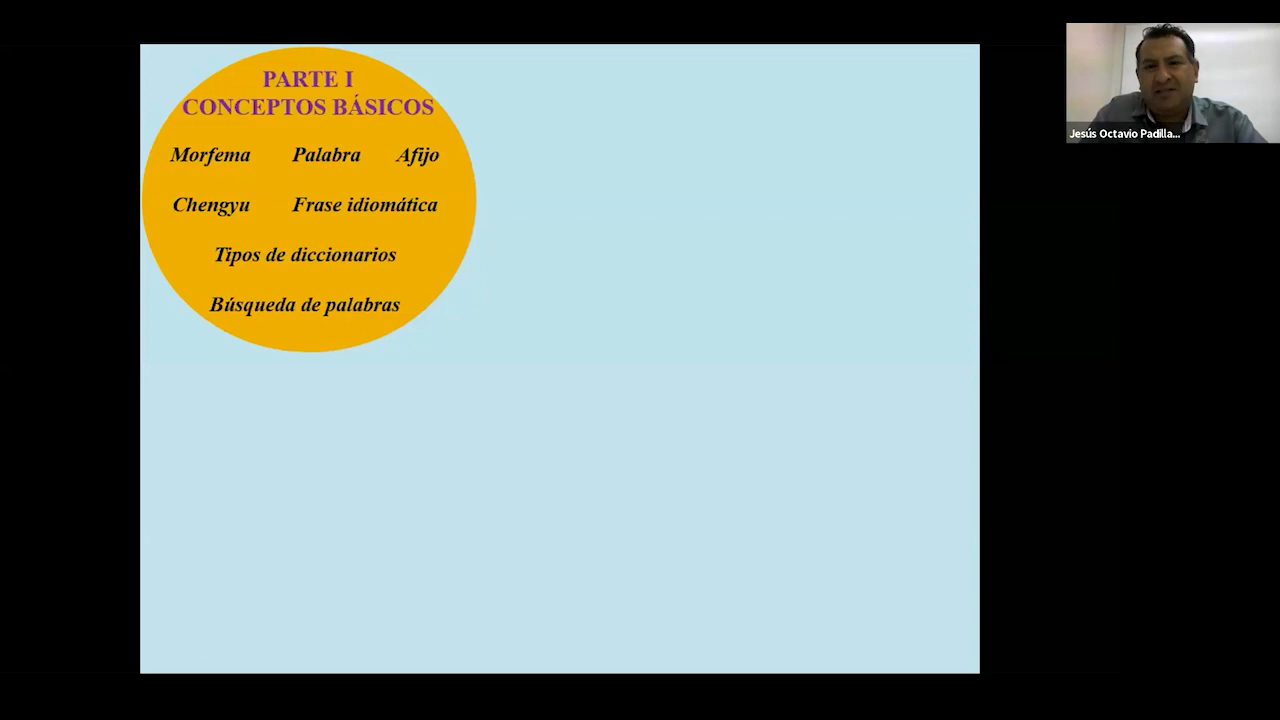 PARTE I
CONCEPTOS BÁSICOS
Morfema Palabra Afijo
Chengyu Frase idiomática
Tipos de diccionarios
Búsqueda de palabras
Jesús Octavio Padilla...